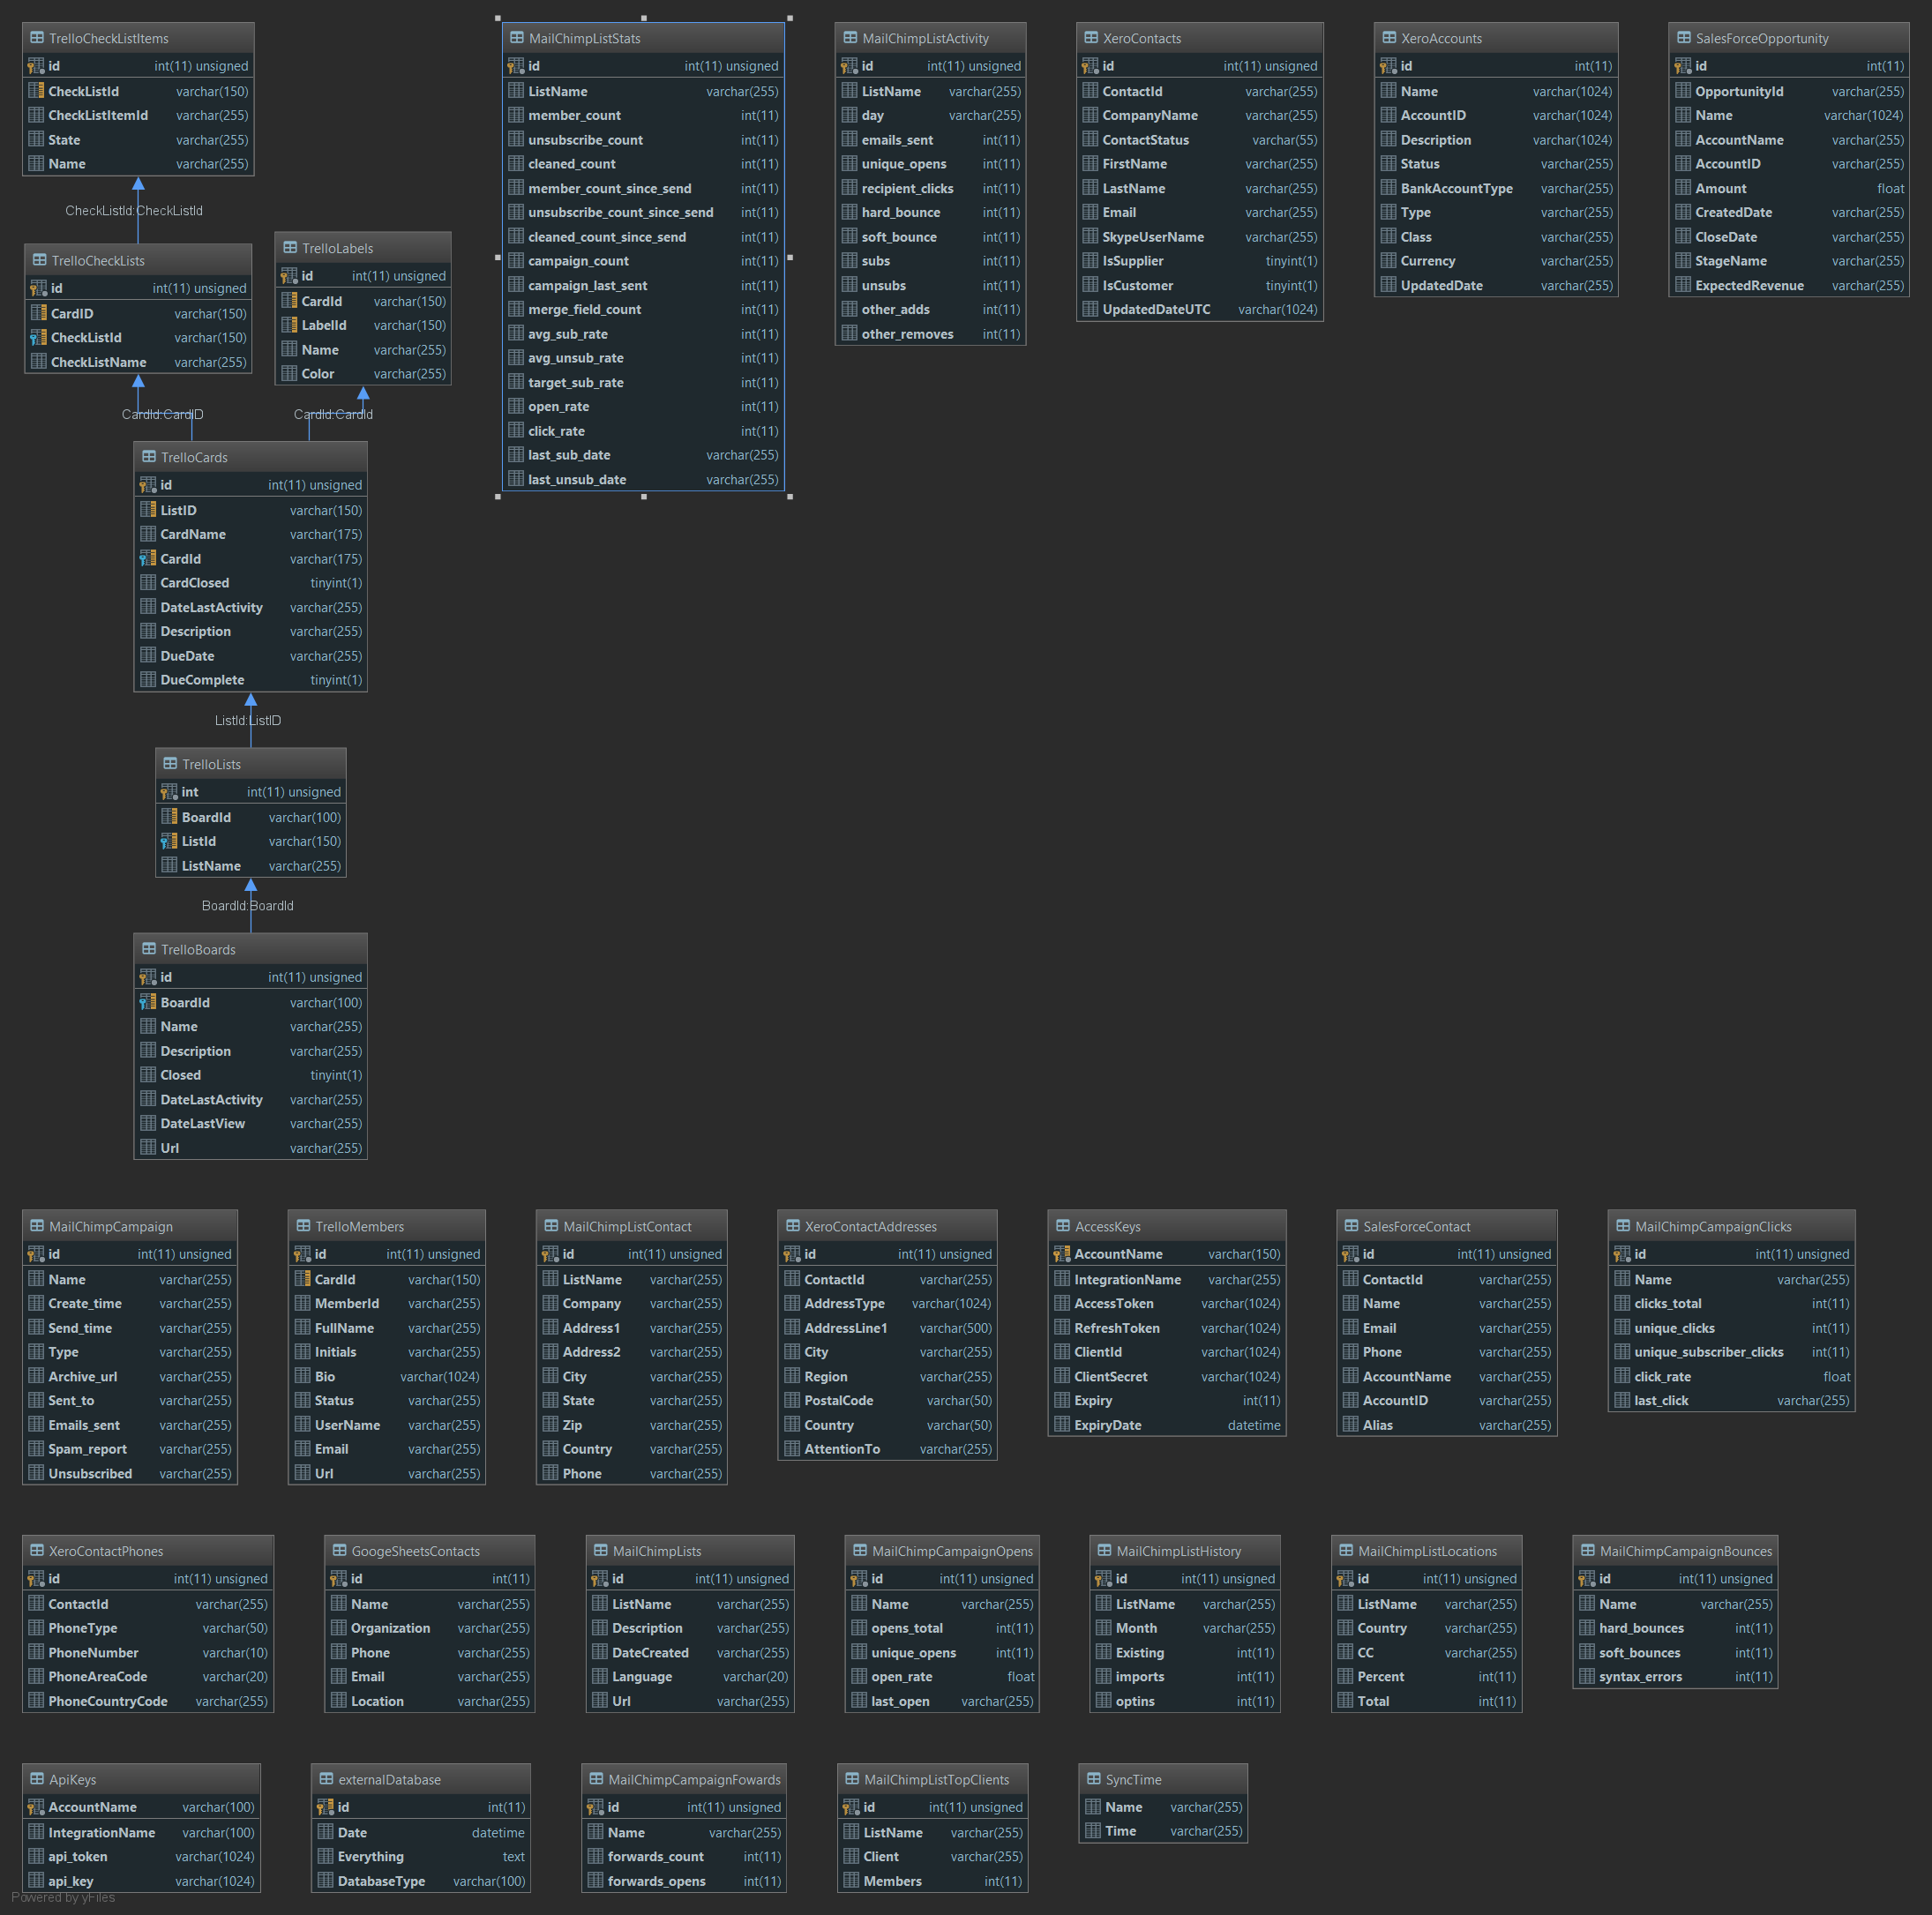 TrelloCheckListItems
id int(11) unsigned
CheckListId varchar(150)
CheckListItemId varchar(255)
State varchar(255)
Name varchar(255)
CheckListId:CheckListId
TrelloCheckLists
id int(11) unsigned
CardID varchar(150)
CheckListId varchar(150)
CheckListName varchar(255)
TrelloLabels
id int(11) unsigned
CardId varchar(150)
LabelId varchar(150)
Name varchar(255)
Color varchar(255)
CardId:CardID
CardId:CardId
TrelloCards
id int(11) unsigned
ListID varchar(150)
CardName varchar(175)
CardId varchar(175)
CardClosed tinyint(1)
DateLastActivity varchar(255)
Description varchar(255)
DueDate varchar(255)
DueComplete tinyint(1)
ListId:ListID
TrelloLists
int int(11) unsigned
BoardId varchar(100)
ListId varchar(150)
ListName varchar(255)
BoardId:BoardId
TrelloBoards
id int(11) unsigned
BoardId varchar(100)
Name varchar(255)
Description varchar(255)
Closed tinyint(1)
DateLastActivity varchar(255)
DateLastView varchar(255)
Url varchar(255)
MailChimpListStats
id int(11) unsigned
ListName varchar(255)
member_count int(11)
unsubscribe_count int(11)
cleaned_count int(11)
member_count_since_send int(11)
unsubscribe_count_since_send int(11)
cleaned_count_since_send int(11)
campaign_count int(11)
campaign_last_sent int(11)
merge_field_count int(11)
avg_sub_rate int(11)
avg_unsub_rate int(11)
target_sub_rate int(11)
open_rate int(11)
click_rate int(11)
last_sub_date varchar(255)
last_unsub_date varchar(255)
MailChimpListActivity
id int(11) unsigned
ListName varchar(255)
day varchar(255)
emails_sent int(11)
unique_opens int(11)
recipient_clicks int(11)
hard_bounce int(11)
soft_bounce int(11)
subs int(11)
unsubs int(11)
other_adds int(11)
other_removes int(11)
XeroContacts
id int(11) unsigned
ContactId varchar(255)
CompanyName varchar(255)
ContactStatus varchar(55)
FirstName varchar(255)
LastName varchar(255)
Email varchar(255)
SkypeUserName varchar(255)
IsSupplier tinyint(1)
IsCustomer tinyint(1)
UpdatedDateUTC varchar(1024)
XeroAccounts
id int(11)
Name varchar(1024)
AccountID varchar(1024)
Description varchar(1024)
Status varchar(255)
BankAccountType varchar(255)
Type varchar(255)
Class varchar(255)
Currency varchar(255)
UpdatedDate varchar(255)
SalesForceOpportunity
id int(11)
OpportunityId varchar(255)
Name varchar(1024)
AccountName varchar(255)
AccountID varchar(255)
Amount float
CreatedDate varchar(255)
CloseDate varchar(255)
StageName varchar(255)
ExpectedRevenue varchar(255)
MailChimpCampaign
id int(11) unsigned
Name varchar(255)
Create_time varchar(255)
Send_time varchar(255)
Type varchar(255)
Archive_url varchar(255)
Sent_to varchar(255)
Emails_sent varchar(255)
Spam_report varchar(255)
Unsubscribed varchar(255)
TrelloMembers
id int(11) unsigned
CardId varchar(150)
MemberId varchar(255)
FullName varchar(255)
Initials varchar(255)
Bio varchar(1024)
Status varchar(255)
UserName varchar(255)
Email varchar(255)
Url varchar(255)
MailChimpListContact
id int(11) unsigned
ListName varchar(255)
Company varchar(255)
Address1 varchar(255)
Address2 varchar(255)
City varchar(255)
State varchar(255)
Zip varchar(255)
Country varchar(255)
Phone varchar(255)
XeroContactAddresses
id int(11) unsigned
ContactId varchar(255)
AddressType varchar(1024)
AddressLine1 varchar(500)
City varchar(255)
Region varchar(255)
PostalCode varchar(50)
Country varchar(50)
AttentionTo varchar(255)
AccessKeys
AccountName varchar(150)
IntegrationName varchar(255)
AccessToken varchar(1024)
RefreshToken varchar(1024)
ClientId varchar(1024)
ClientSecret varchar(1024)
Expiry int(11)
ExpiryDate datetime
SalesForceContact
id int(11) unsigned
ContactId varchar(255)
Name varchar(255)
Email varchar(255)
Phone varchar(255)
AccountName varchar(255)
AccountID varchar(255)
Alias varchar(255)
MailChimpCampaignClicks
id int(11) unsigned
Name varchar(255)
clicks_total int(11)
unique_clicks int(11)
unique_subscriber_clicks int(11)
click_rate float
last_click varchar(255)
XeroContactPhones
id int(11) unsigned
ContactId varchar(255)
PhoneType varchar(50)
PhoneNumber varchar(10)
PhoneAreaCode varchar(20)
PhoneCountryCode varchar(255)
GoogeSheetsContacts
id int(11)
Name varchar(255)
Organization varchar(255)
Phone varchar(255)
Email varchar(255)
Location varchar(255)
MailChimpLists
id int(11) unsigned
ListName varchar(255)
Description varchar(255)
DateCreated varchar(255)
Language varchar(20)
Url varchar(255)
MailChimpCampaignOpens
id int(11) unsigned
Name varchar(255)
opens_total int(11)
unique_opens int(11)
open_rate float
last_open varchar(255)
MailChimpListHistory
id int(11) unsigned
ListName varchar(255)
Month varchar(255)
Existing int(11)
imports int(11)
optins int(11)
MailChimpListLocations
id int(11) unsigned
ListName varchar(255)
Country varchar(255)
CC varchar(255)
Percent int(11)
Total int(11)
MailChimpCampaignBounces
id int(11) unsigned
Name varchar(255)
hard_bounces int(11)
soft_bounces int(11)
syntax_errors int(11)
ApiKeys
AccountName varchar(100)
IntegrationName varchar(100)
api_token varchar(1024)
api_key varchar(1024)
externalDatabase
id int(11)
Date datetime
Everything text
DatabaseType varchar(100)
MailChimpCampaignFowards
id int(11) unsigned
Name varchar(255)
forwards_count int(11)
forwards_opens int(11)
MailChimpListTopClients
id int(11) unsigned
ListName varchar(255)
Client varchar(255)
Members int(11)
SyncTime
Name varchar(255)
Time varchar(255)
Powered by yFiles